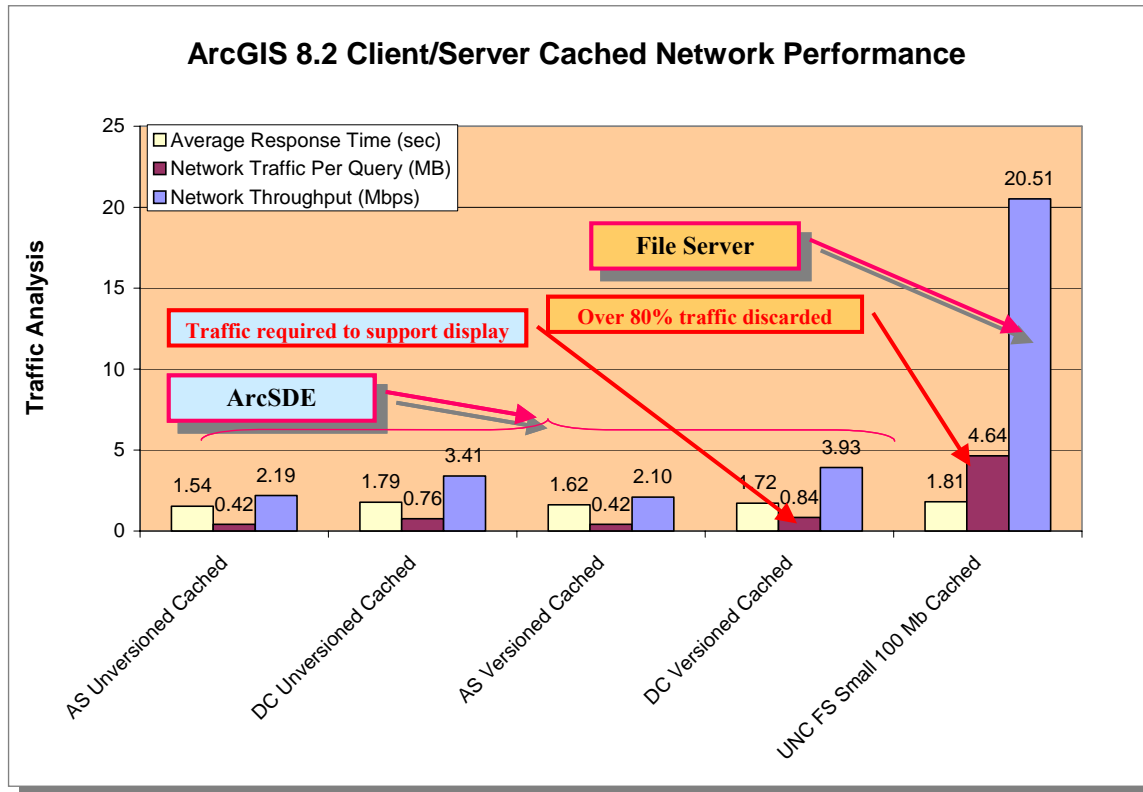 ArcGIS 8.2 Client/Server Cached Network Performance
Average Response Time (sec)
Network Traffic Per Query (MB)
Network Throughput (Mbps)
Traffic Analysis
25
20
15
10
5
0
File Server
Traffic required to support display
Over 80% traffic discarded
ArcSDE
1.54
0.42
2.19
1.79
0.76
3.41
1.62
0.42
2.10
1.72
0.84
3.93
1.81
4.64
20.51
AS Unversioned Cached
DC Unversioned Cached
AS Versioned Cached
DC Versioned Cached
UNC FS Small 100 Mb Cached